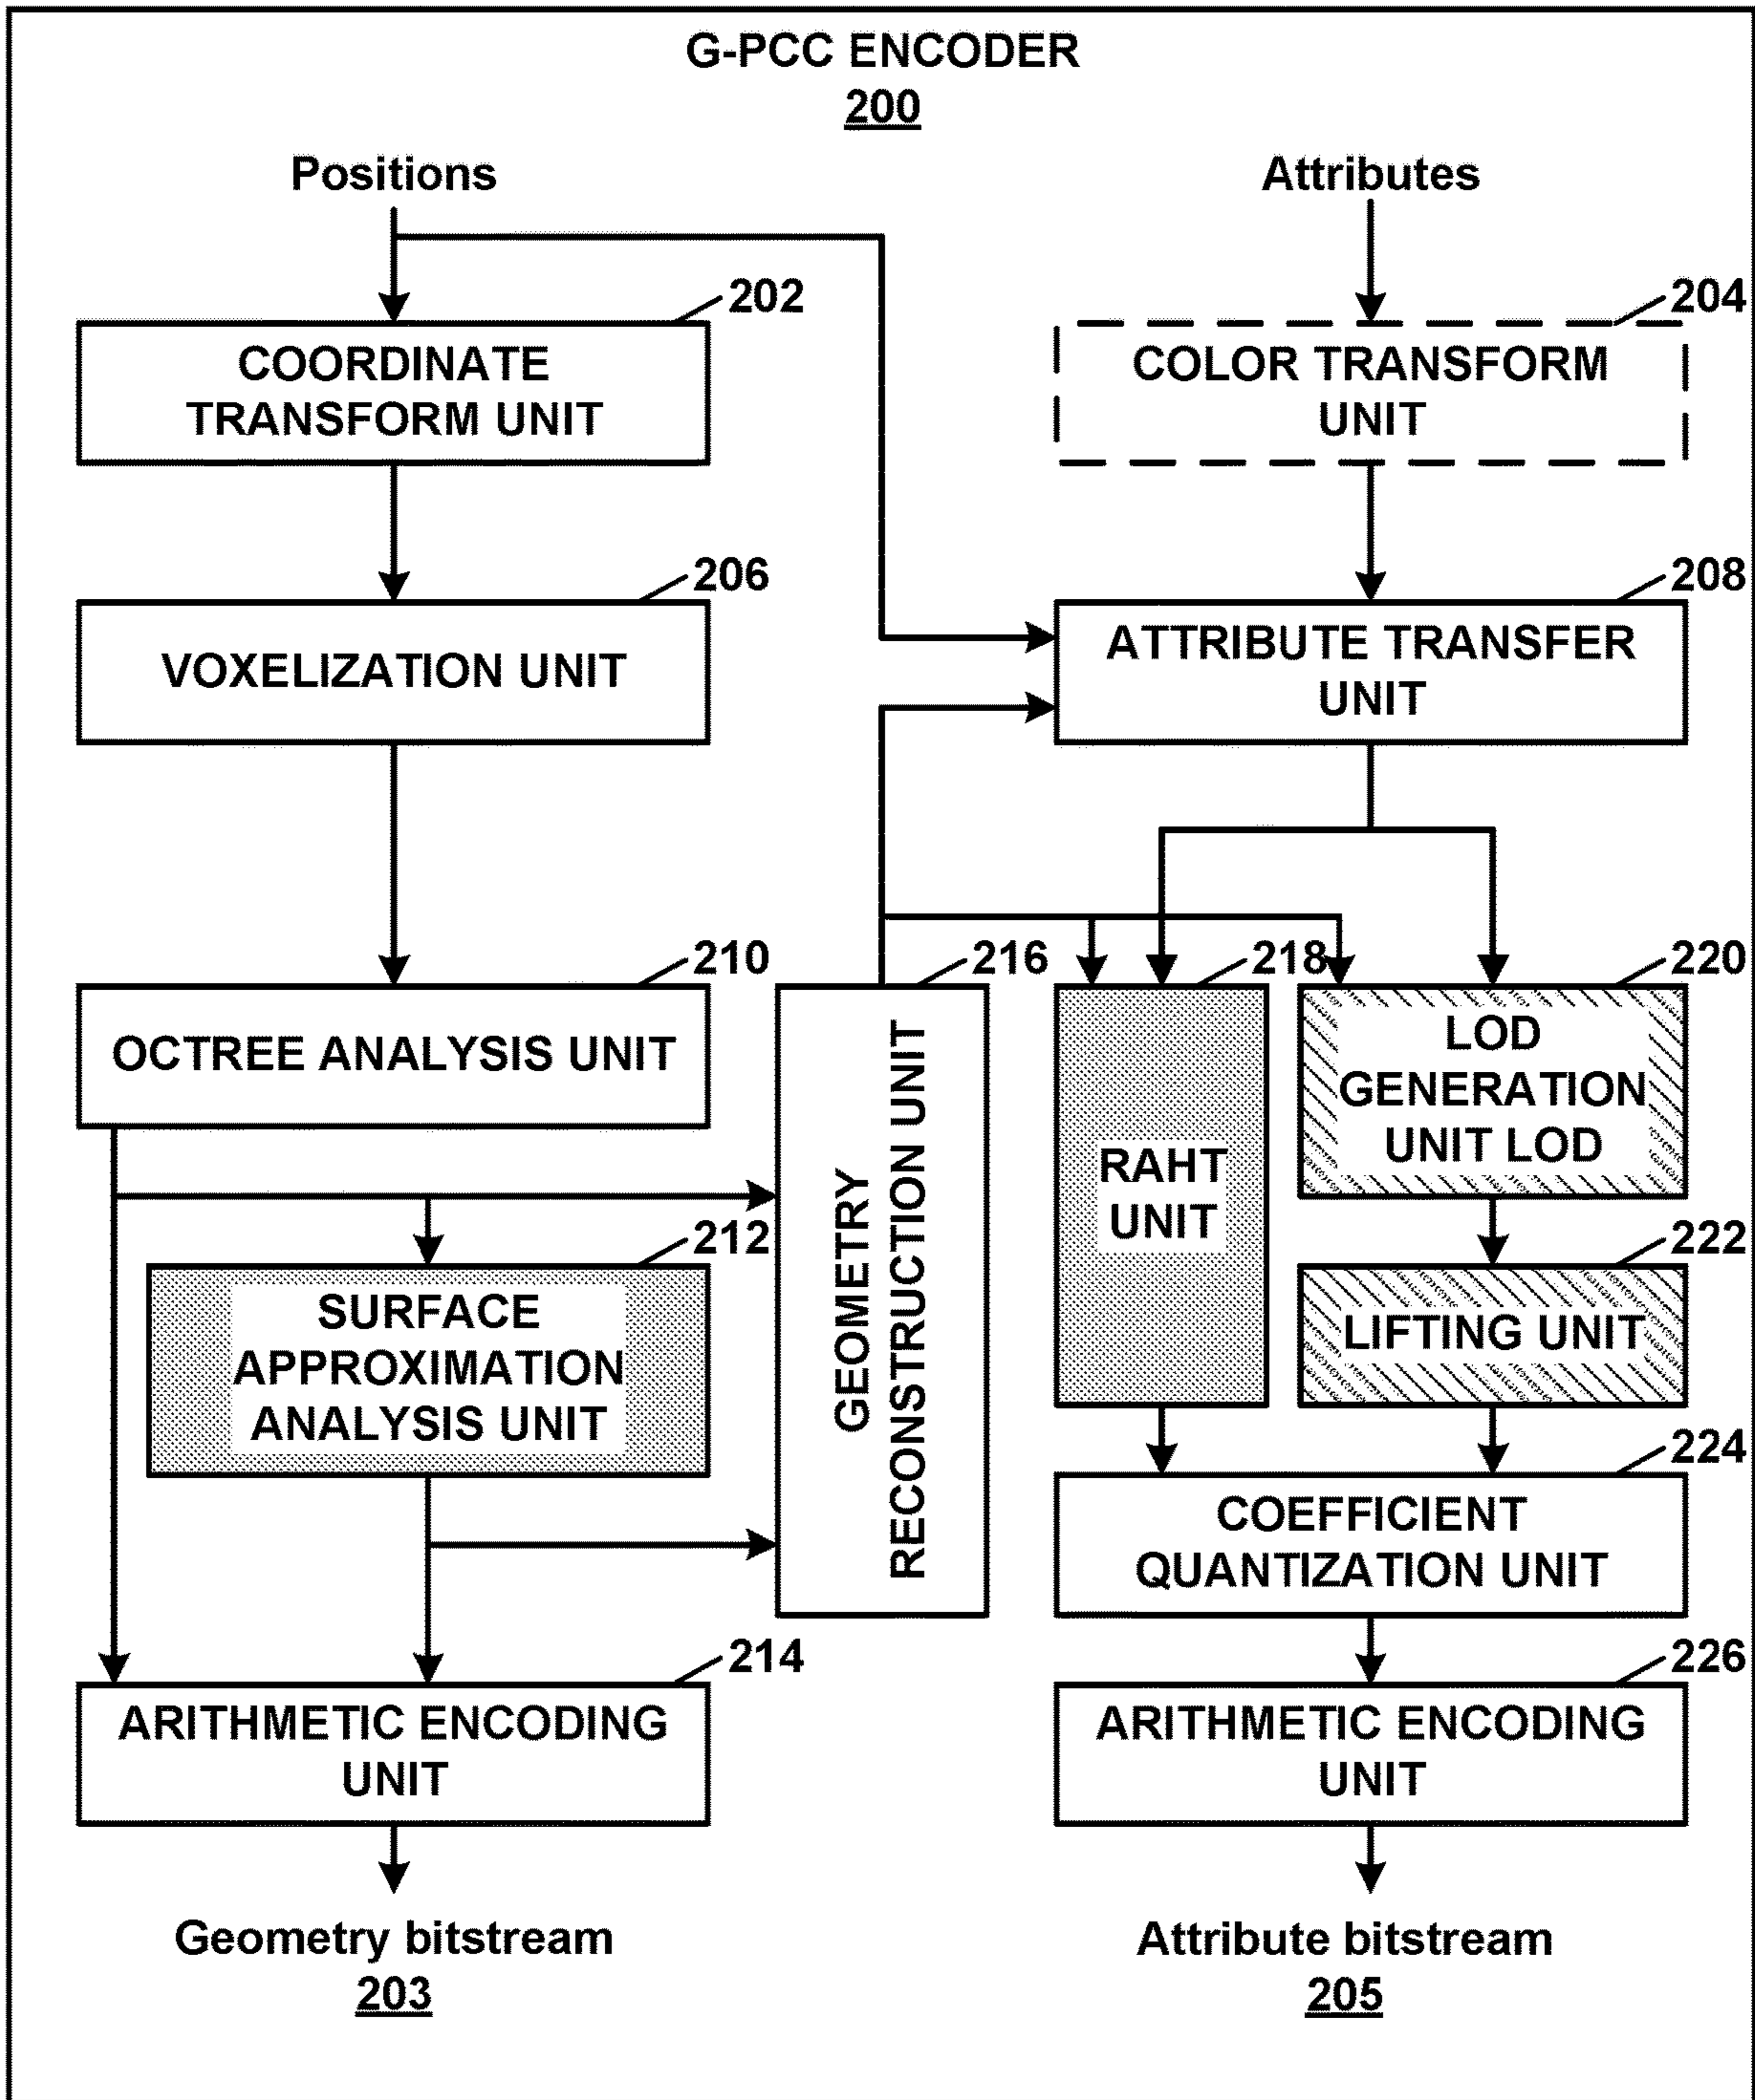 G-PCC ENCODER
200
Positions
Attributes
202
204
COORDINATE
TRANSFORM UNIT
COLOR TRANSFORM
UNIT
206
208
VOXELIZATION UNIT
ATTRIBUTE TRANSFER
UNIT
210
216
218
220
OCTREE ANALYSIS UNIT
GEOMETRY
RECONSTRUCTION UNIT
RAHT
UNIT
LOD
GENERATION
UNIT LOD
212
222
SURFACE
APPROXIMATION
ANALYSIS UNIT
LIFTING UNIT
224
COEFFICIENT
QUANTIZATION UNIT
214
226
ARITHMETIC ENCODING
UNIT
ARITHMETIC ENCODING
UNIT
Geometry bitstream
203
Attribute bitstream
205